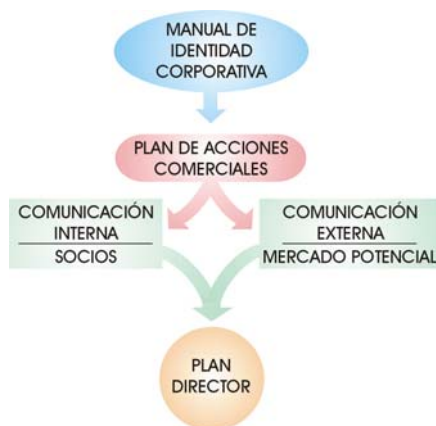 MANUAL DE
IDENTIDAD
CORPORATIVA
PLAN DE ACCIONES
COMERCIALES
COMUNICACIÓN
INTERNA
SOCIOS
COMUNICACIÓN
EXTERNA
MERCADO POTENCIAL
PLAN
DIRECTOR